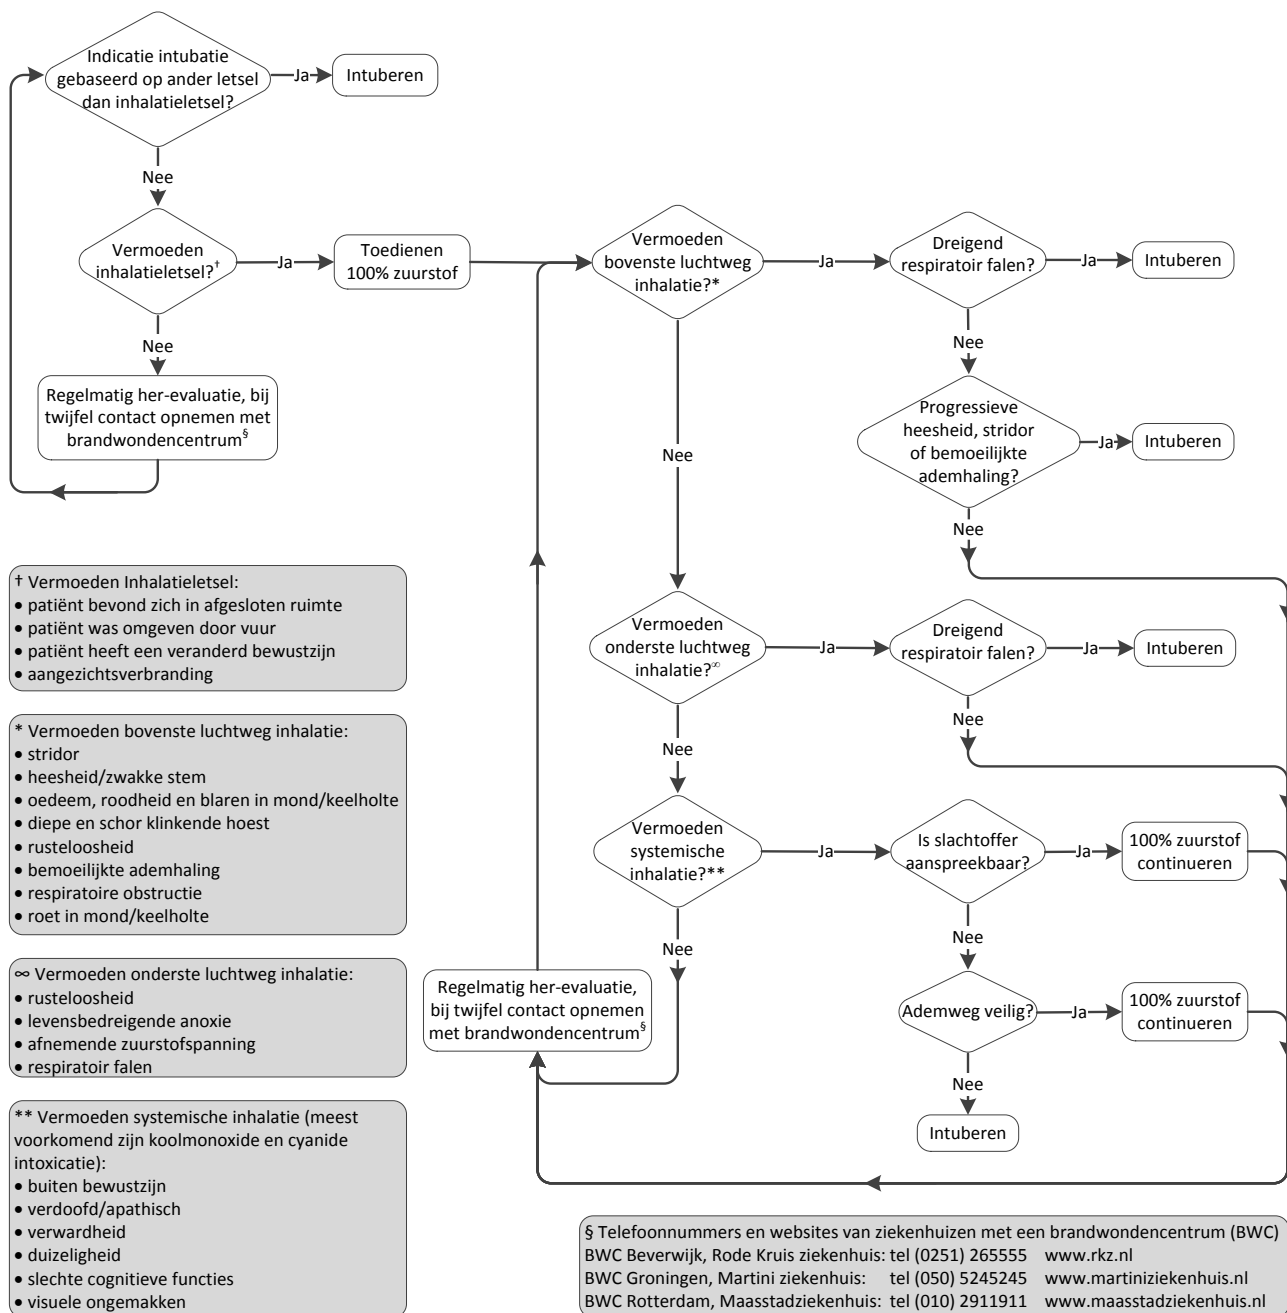 Indicatie intubatie
gebaseerd op ander letsel
dan inhalatieletsel?
Ja
Intuberen
Nee
Vermoeden
inhalatieletsel?†
Ja
Toedienen
100% zuurstof
Nee
Regelmatig her-evaluatie, bij
twijfel contact opnemen met
brandwondencentrum§
Vermoeden
bovenste luchtweg
inhalatie?*
Ja
Dreigend
respiratoir falen?
Ja
Intuberen
Nee
Progressieve
heesheid, stridor
of bemoeilijkte
ademhaling?
Ja
Intuberen
Nee
Nee
Vermoeden
onderste luchtweg
inhalatie?∞
Ja
Dreigend
respiratoir falen?
Ja
Intuberen
Nee
Nee
Vermoeden
systemische
inhalatie?**
Ja
Is slachtoffer
aanspreekbaar?
Ja
100% zuurstof
continueren
Nee
Nee
Regelmatig her-evaluatie,
bij twijfel contact opnemen
met brandwondencentrum§
Ademweg veilig?
Ja
100% zuurstof
continueren
Nee
Intuberen
† Vermoeden Inhalatieletsel:
• patiënt bevond zich in afgesloten ruimte
• patiënt was omgeven door vuur
• patiënt heeft een veranderd bewustzijn
• aangezichtsverbranding
* Vermoeden bovenste luchtweg inhalatie:
• stridor
• heesheid/zwakke stem
• oedeem, roodheid en blaren in mond/keelholte
• diepe en schor klinkende hoest
• rusteloosheid
• bemoeilijkte ademhaling
• respiratoire obstructie
• roet in mond/keelholte
∞ Vermoeden onderste luchtweg inhalatie:
• rusteloosheid
• levensbedreigende anoxie
• afnemende zuurstofspanning
• respiratoir falen
** Vermoeden systemische inhalatie (meest
voorkomend zijn koolmonoxide en cyanide
intoxicatie):
• buiten bewustzijn
• verdoofd/apathisch
• verwardheid
• duizeligheid
• slechte cognitieve functies
• visuele ongemakken
§ Telefoonnummers en websites van ziekenhuizen met een brandwondencentrum (BWC)
BWC Beverwijk, Rode Kruis ziekenhuis: tel (0251) 265555 www.rkz.nl
BWC Groningen, Martini ziekenhuis: tel (050) 5245245 www.martiniziekenhuis.nl
BWC Rotterdam, Maasstadziekenhuis: tel (010) 2911911 www.maasstadziekenhuis.nl